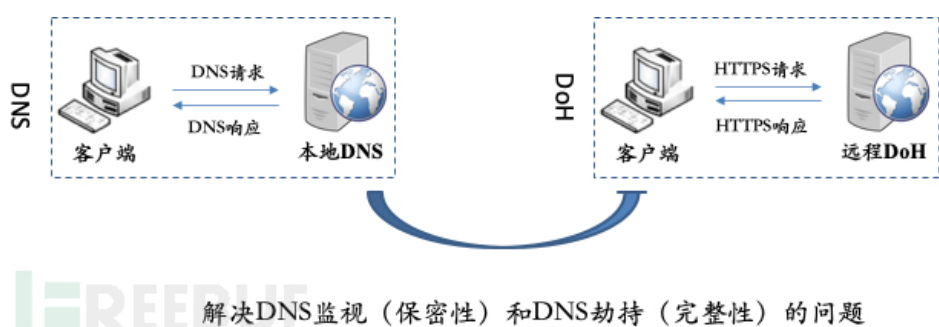 DNS
DNS请求
DNS响应
客户端
本地DNS
DoH
HTTPS请求
HTTPS响应
客户端
远程DoH
REEBUF
解决DNS监视（保密性）和DNS劫持（完整性）的问题